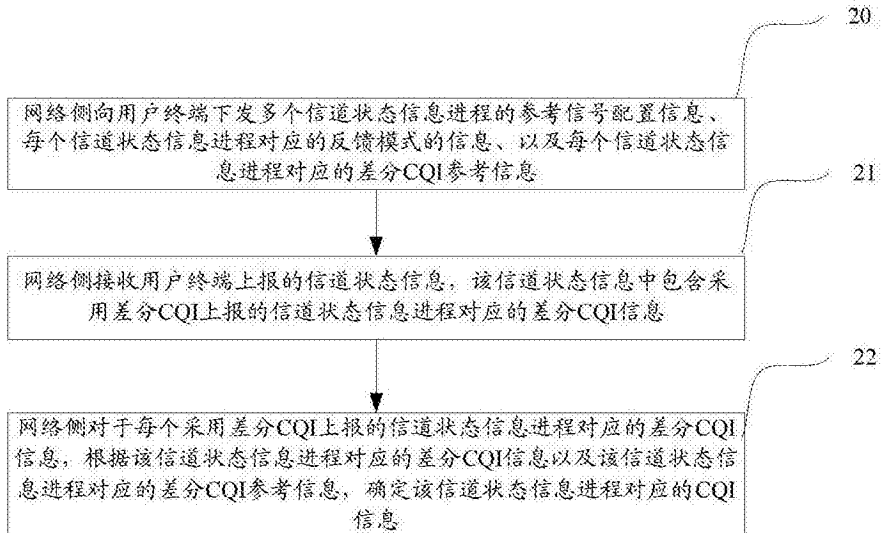 20
网络侧向用户终端下发多个信道状态信息进程的参考信号配置信息、
每个信道状态信息进程对应的反馈模式的信息、以及每个信道状态信
息进程对应的差分CQI参考信息
21
网络侧接收用户终端上报的信道状态信息，该信道状态信息中包含采
用差分CQI上报的信道状态信息进程对应的差分CQI信息
22
网络侧对于每个采用差分CQI上报的信道状态信息进程对应的差分CQI
信息，根据该信道状态信息进程对应的差分CQI信息以及该信道状态信
息进程对应的差分CQI参考信息，确定该信道状态信息进程对应的CQI
信息